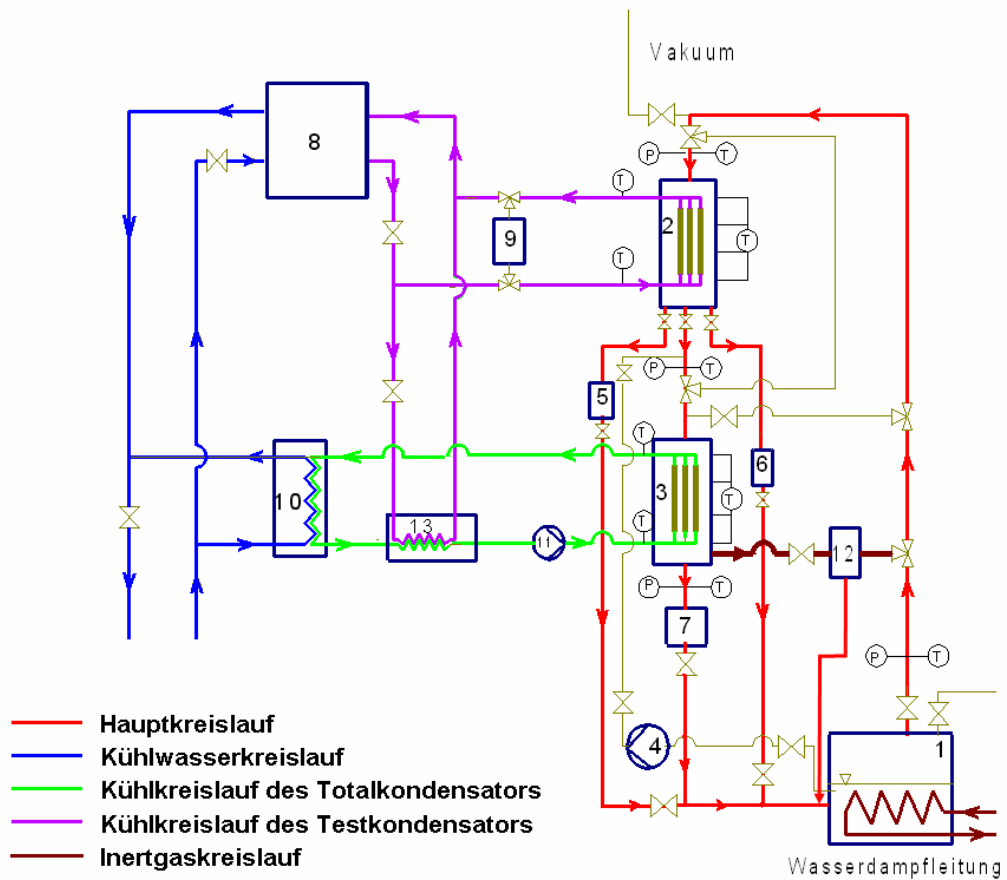 Vakuum
8
P
T
T
2
9
T
T
P
T
5
T
6
10
3
T
13
11
T
12
P
T
7
P
T
4
1
Hauptkreislauf
Kühlwasserkreislauf
Kühlkreislauf des Totalkondensators
Kühlkreislauf des Testkondensators
Inertgaskreislauf
Wasserdampfleitung